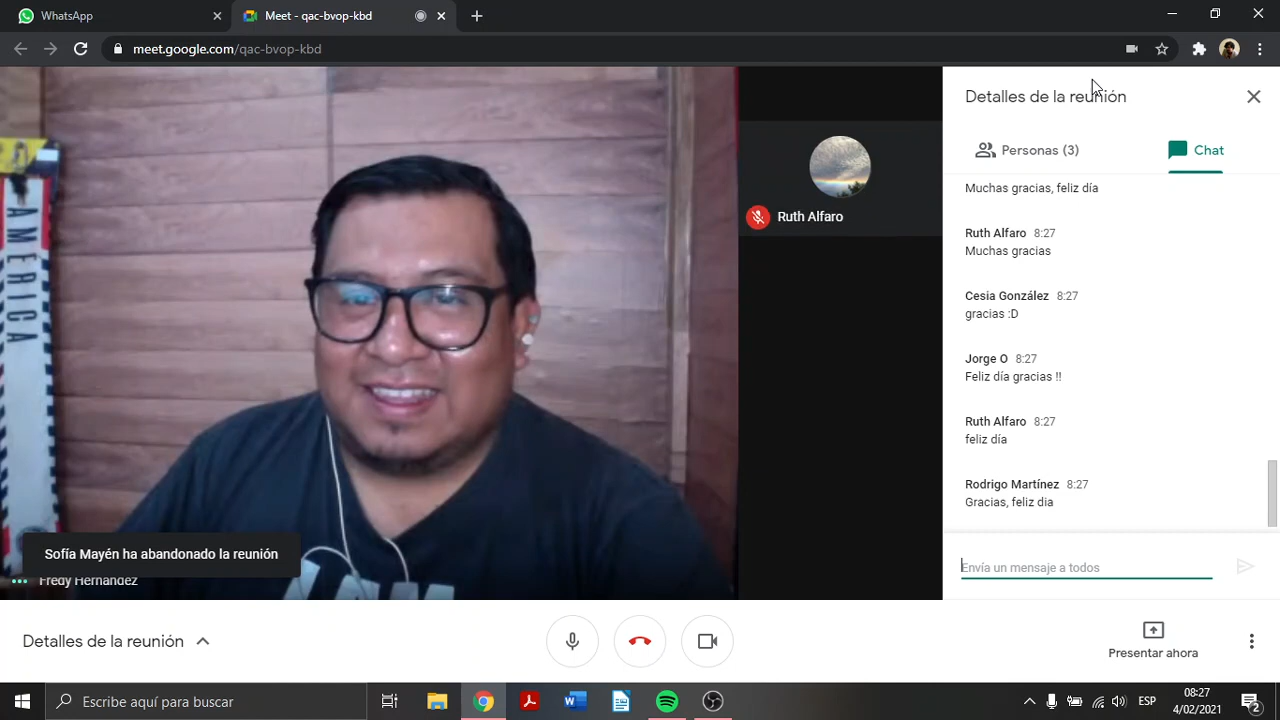 WhatsApp
Meet - qac-bvop-kbd
meet.google.com/qac-bvop-kbd
AMÉRICA
Ruth Alfaro
Sofía Mayén ha abandonado la reunión
Fredy Hernández
Detalles de la reunión
Personas (3)
Chat
Muchas gracias, feliz día
Ruth Alfaro 8:27
Muchas gracias
Cesia González 8:27
gracias :D
Jorge O 8:27
Feliz día gracias !!
Ruth Alfaro 8:27
feliz día
Rodrigo Martínez 8:27
Gracias, feliz dia
Envía un mensaje a todos
Detalles de la reunión
Presentar ahora
Escribe aquí para buscar
ESP
08:27
4/02/2021
2